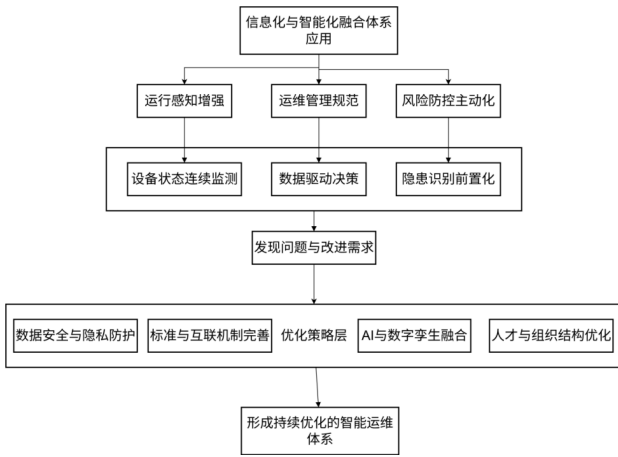 信息化与智能化融合体系
应用
运行感知增强
运维管理规范
风险防控主动化
设备状态连续监测
数据驱动决策
隐患识别前置化
发现问题与改进需求
数据安全与隐私防护
标准与互联机制完善
优化策略层
AI与数字孪生融合
人才与组织结构优化
形成持续优化的智能运维
体系